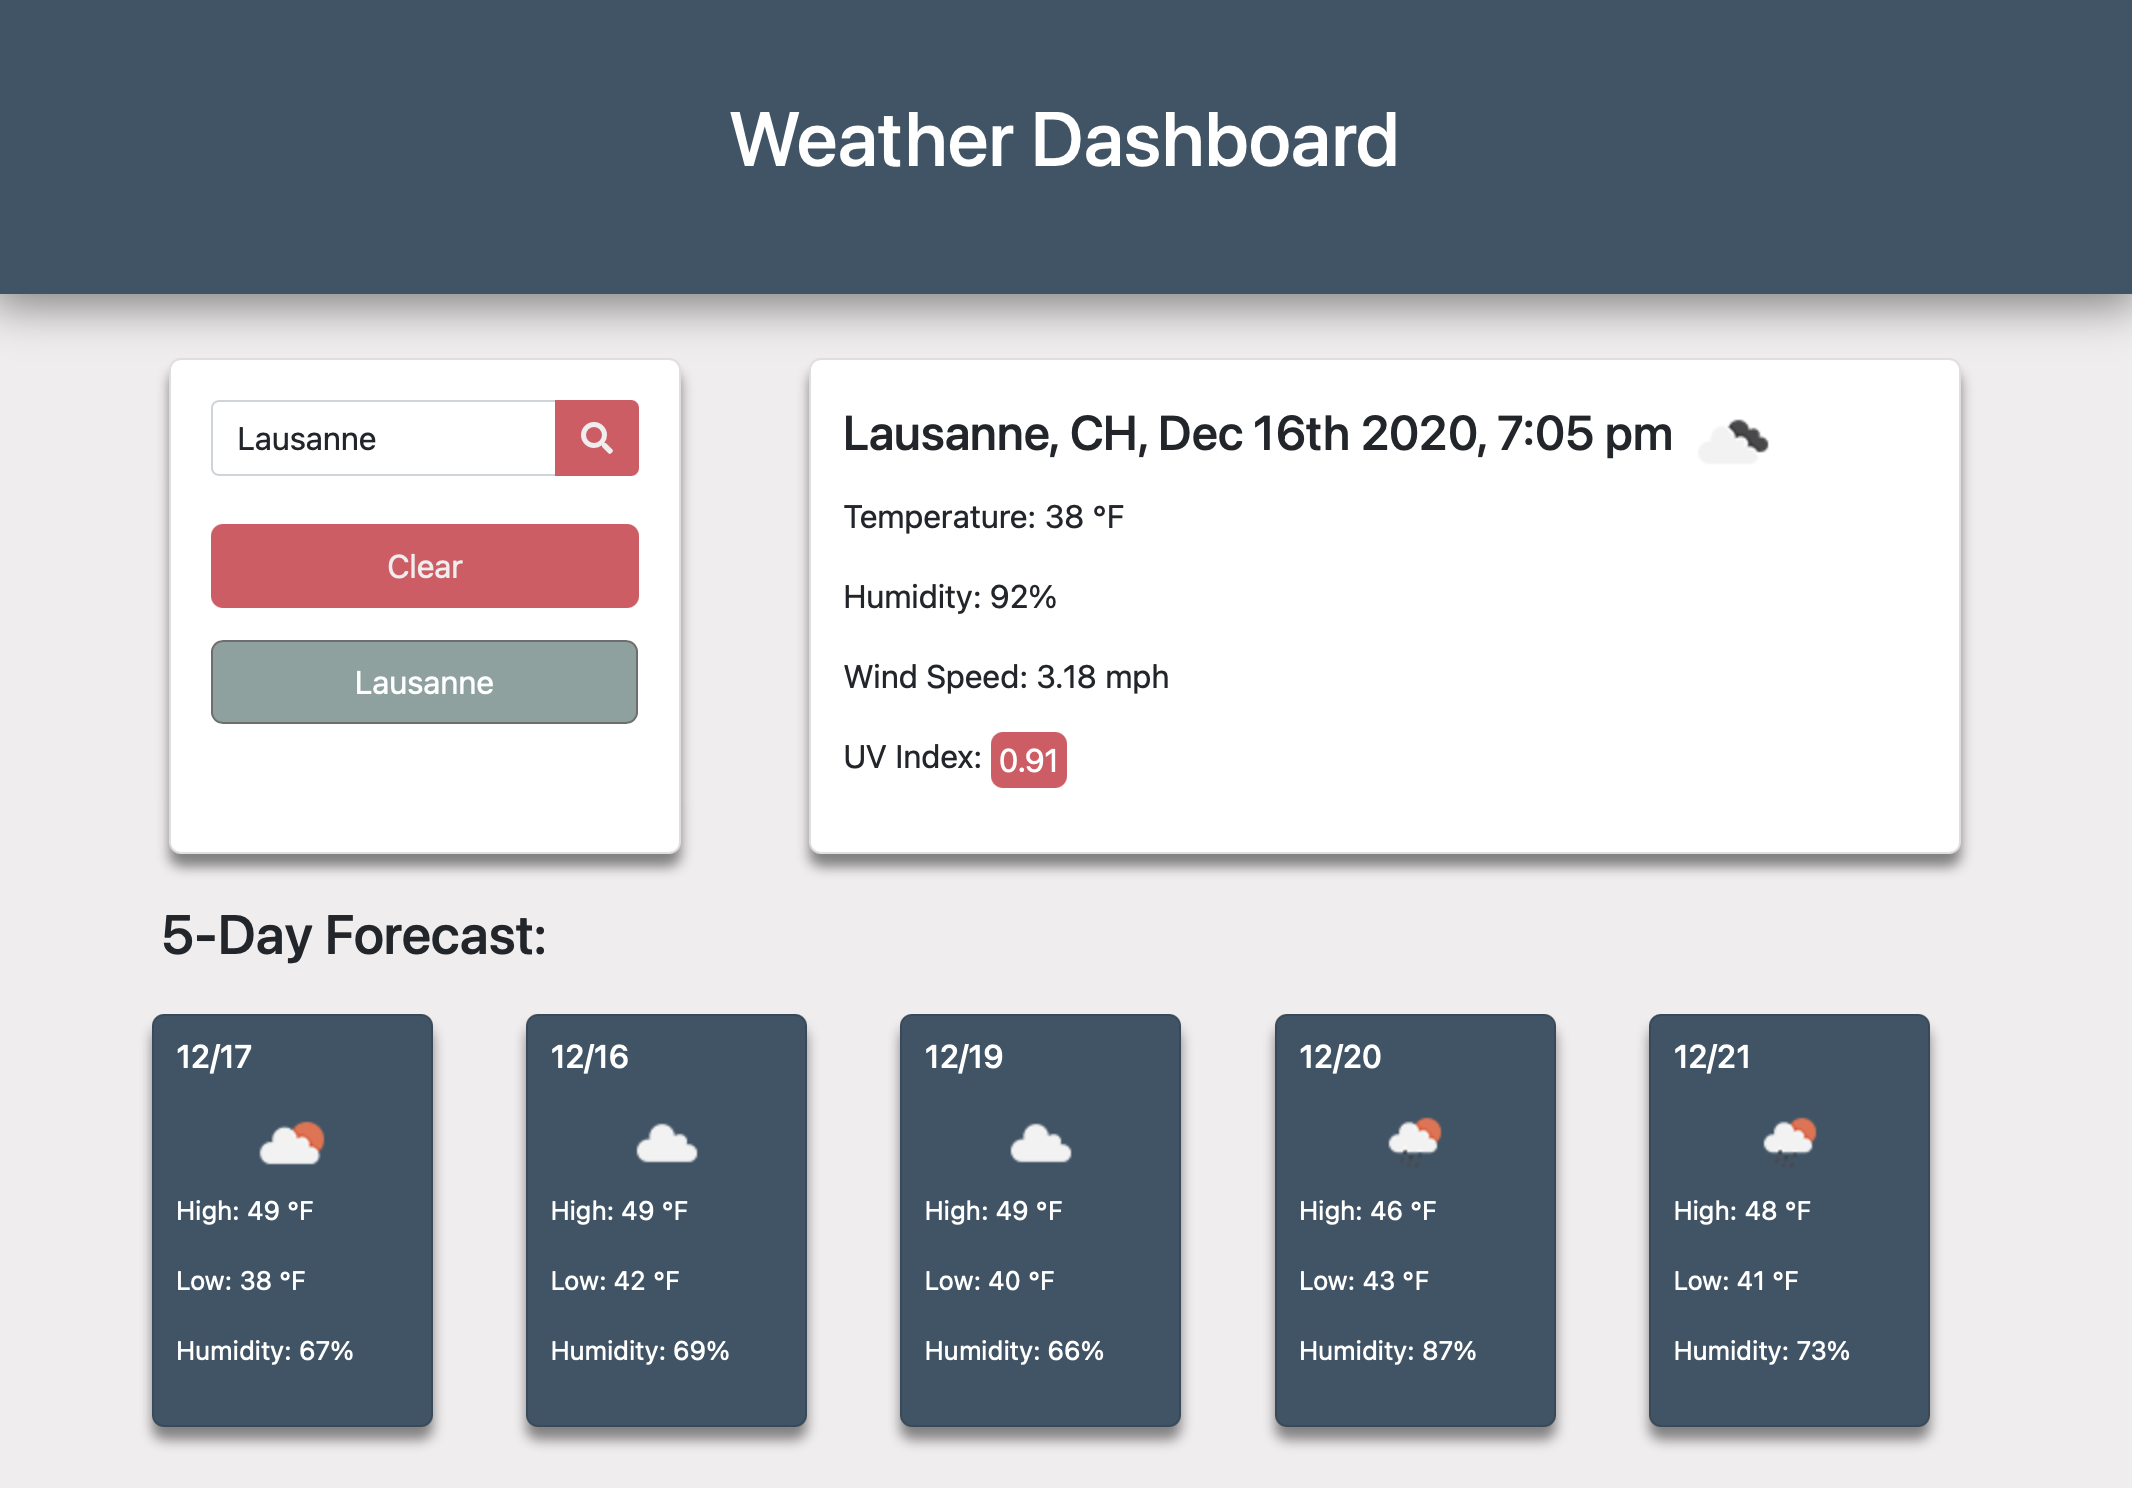 Weather Dashboard
Lausanne
Clear
Lausanne
Lausanne, CH, Dec 16th 2020, 7:05 pm
Temperature: 38 °F
Humidity: 92%
Wind Speed: 3.18 mph
UV Index: 0.91
5-Day Forecast:
12/17
High: 49 °F
Low: 38 °F
Humidity: 67%
12/16
High: 49 °F
Low: 42 °F
Humidity: 69%
12/19
High: 49 °F
Low: 40 °F
Humidity: 66%
12/20
High: 46 °F
Low: 43 °F
Humidity: 87%
12/21
High: 48 °F
Low: 41 °F
Humidity: 73%